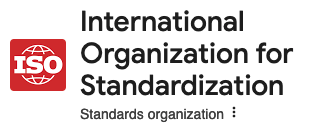 ISO
International
Organization for
Standardization
Standards organization